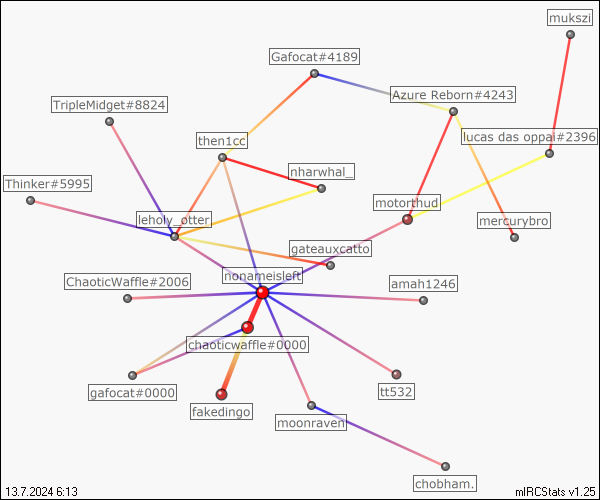 mukszi
Gafocat#4189
Azure Reborn#4243
TripleMidget#8824
then1cc
lucas das oppai#2396
nharwhal_
Thinker#5995
motorthud
leholy_otter
mercurybro
gateauxcatto
nonameisleft
ChaoticWaffle#2006
amah1246
chaoticwaffle#0000
gafocat#0000
tt532
fakedingo
moonraven
chobham.
13.7.2024 6:13
mIRCStats v1.25